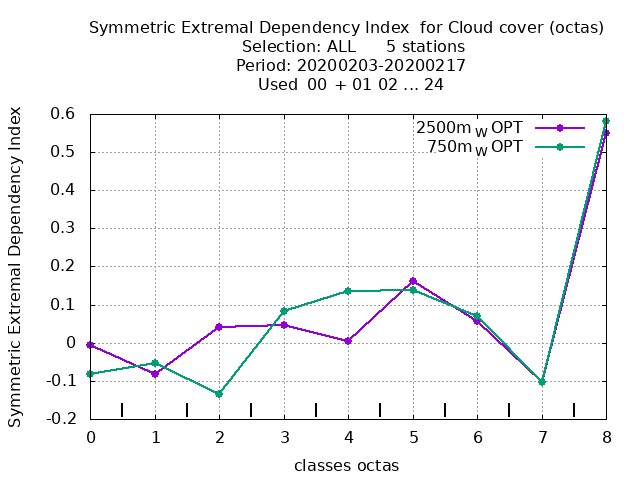 Symmetric Extremal Dependency Index  for Cloud cover (octas)
Selection: ALL      5 stations
Period: 20200203-20200217
Used  00  + 01 02 ... 24
Symmetric Extremal Dependency Index
0.6
0.5
0.4
0.3
0.2
0.1
0
-0.1
-0.2
2500m W OPT
750m W OPT
0 1 2 3 4 5 6 7 8
classes octas